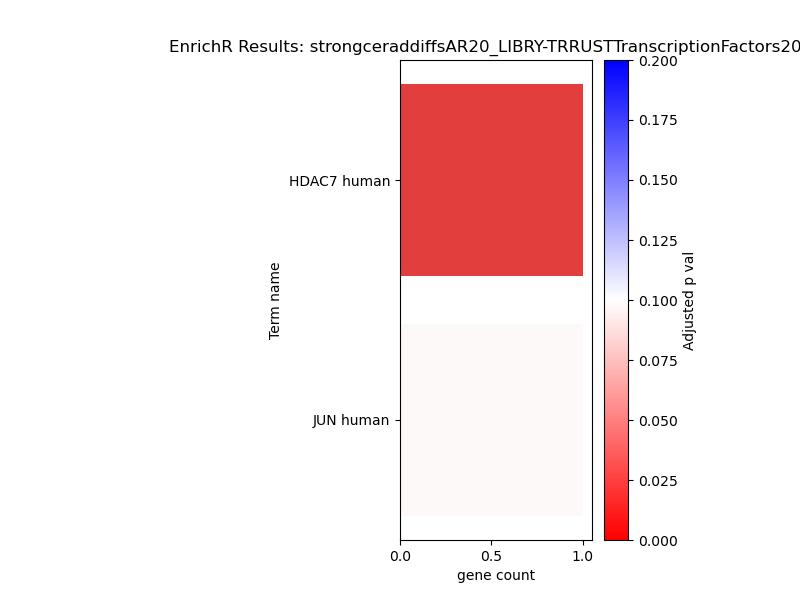 EnrichR Results: strongceraddiffsAR20_LIBRY-TRRUSTTranscriptionFactors20
HDAC7 human
JUN human
Term name
0.0
0.5
1.0
gene count
0.200
0.175
0.150
0.125
0.100
0.075
0.050
0.025
0.000
Adjusted p val